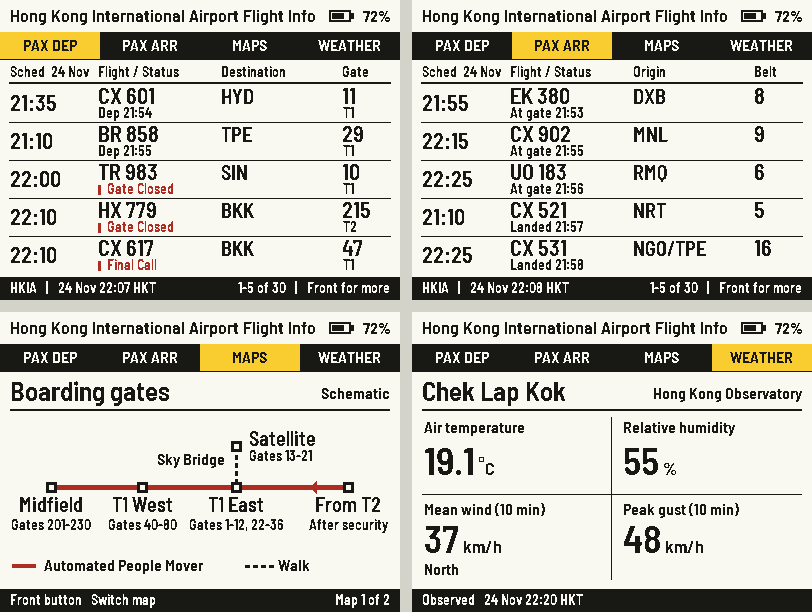 Hong Kong International Airport Flight Info 72%
PAX DEP PAX ARR MAPS WEATHER
Sched 24 Nov Flight / Status Destination Gate
21:35 CX 601 HYD 11
Dep 21:54 T1
21:10 BR 858 TPE 29
Dep 21:55 T1
22:00 TR 983 SIN 10
Gate Closed T1
22:10 HX 779 BKK 215
Gate Closed T2
22:10 CX 617 BKK 47
Final Call T1
HKIA | 24 Nov 22:07 HKT 1-5 of 30 | Front for more
Hong Kong International Airport Flight Info 72%
PAX DEP PAX ARR MAPS WEATHER
Sched 24 Nov Flight / Status Origin Belt
21:55 EK 380 DXB 8
At gate 21:53
22:15 CX 902 MNL 9
At gate 21:55
22:25 UO 183 RMQ 6
At gate 21:56
21:10 CX 521 NRT 5
Landed 21:57
22:25 CX 531 NGO/TPE 16
Landed 21:58
HKIA | 24 Nov 22:08 HKT 1-5 of 30 | Front for more
Hong Kong International Airport Flight Info 72%
PAX DEP PAX ARR MAPS WEATHER
Boarding gates Schematic
Satellite
Sky Bridge Gates 13-21
Midfield T1 West T1 East From T2
Gates 201-230 Gates 40-80 Gates 1-12, 22-36 After security
Automated People Mover Walk
Front button Switch map Map 1 of 2
Hong Kong International Airport Flight Info 72%
PAX DEP PAX ARR MAPS WEATHER
Chek Lap Kok Hong Kong Observatory
Air temperature Relative humidity
19.1°C 55 %
Mean wind (10 min) Peak gust (10 min)
37 km/h 48 km/h
North
Observed 24 Nov 22:20 HKT